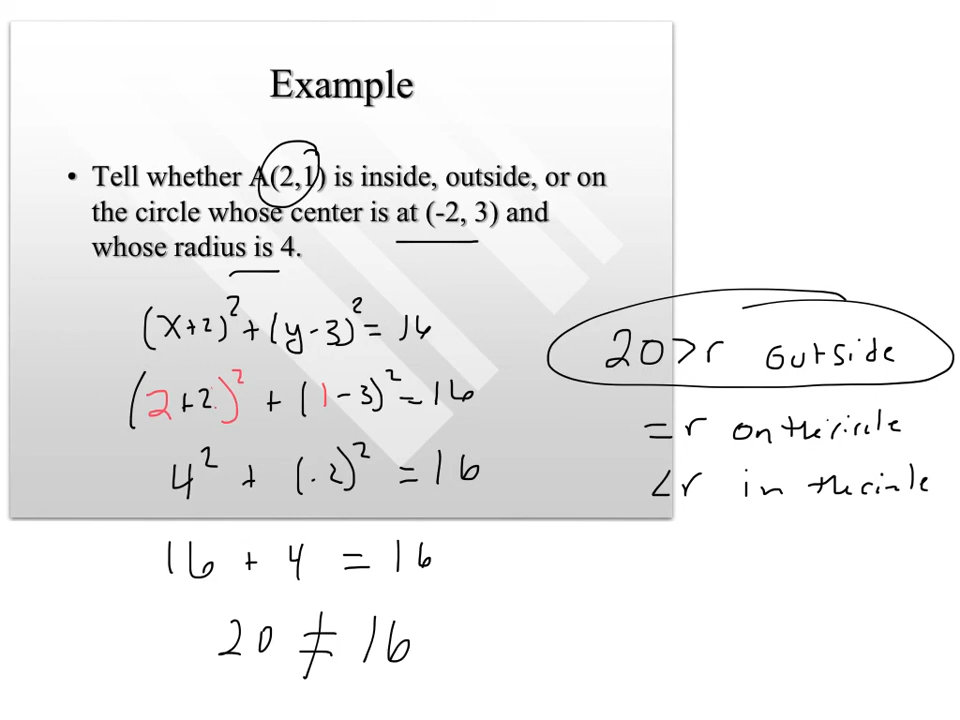 Example
• Tell whether A(2,1) is inside, outside, or on
the circle whose center is at (-2, 3) and
whose radius is 4.
(x+2)² + (y-3)² = 16
(2+2)² + (1-3)² = 16
4² + (-2)² = 16
16 + 4 = 16
20 ≠ 16
20 > r outside
= r on the circle
< r in the circle